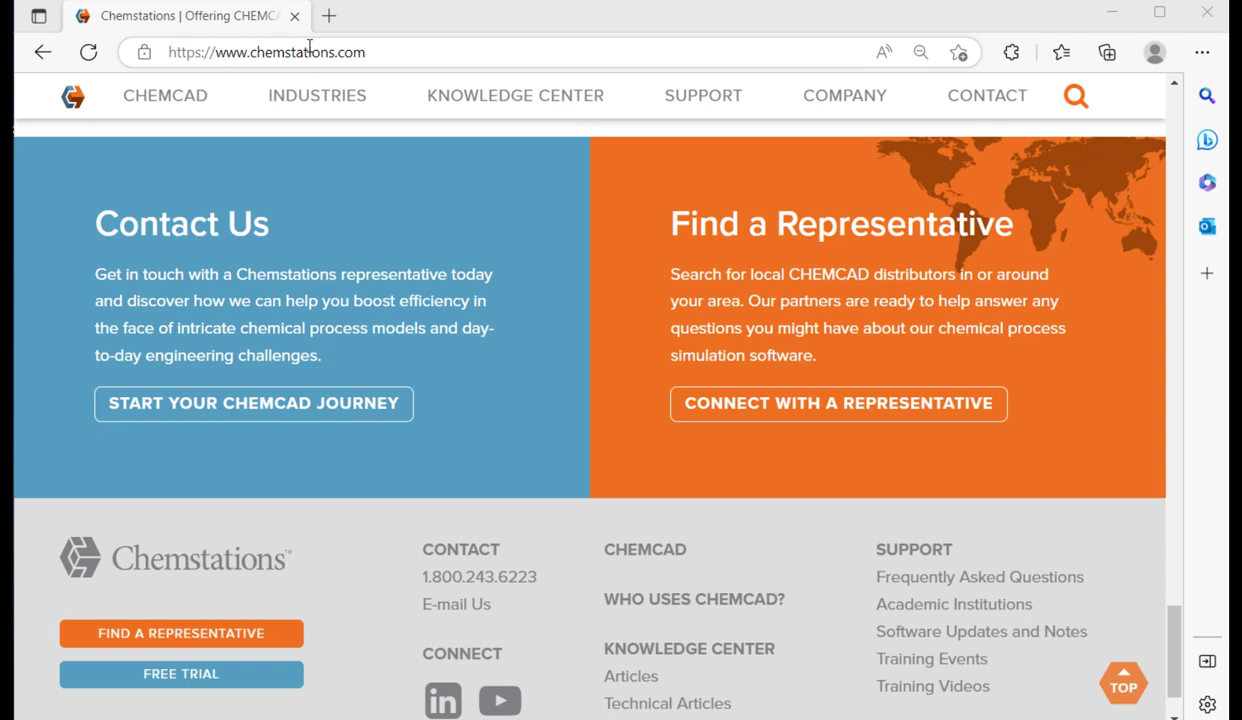 Chemstations | Offering CHEMCA
https://www.chemstations.com
CHEMCAD
INDUSTRIES
KNOWLEDGE CENTER
SUPPORT
COMPANY
CONTACT
Contact Us
Get in touch with a Chemstations representative today
and discover how we can help you boost efficiency in
the face of intricate chemical process models and day-
to-day engineering challenges.
START YOUR CHEMCAD JOURNEY
Find a Representative
Search for local CHEMCAD distributors in or around
your area. Our partners are ready to help answer any
questions you might have about our chemical process
simulation software.
CONNECT WITH A REPRESENTATIVE
Chemstations™
FIND A REPRESENTATIVE
FREE TRIAL
CONTACT
1.800.243.6223
E-mail Us
CONNECT
in
CHEMCAD
WHO USES CHEMCAD?
KNOWLEDGE CENTER
Articles
Technical Articles
SUPPORT
Frequently Asked Questions
Academic Institutions
Software Updates and Notes
Training Events
Training Videos
TOP